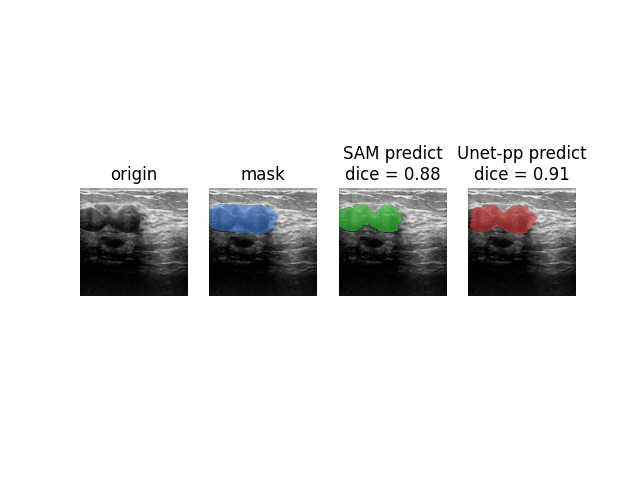 origin
mask
SAM predict
dice = 0.88
Unet-pp predict
dice = 0.91